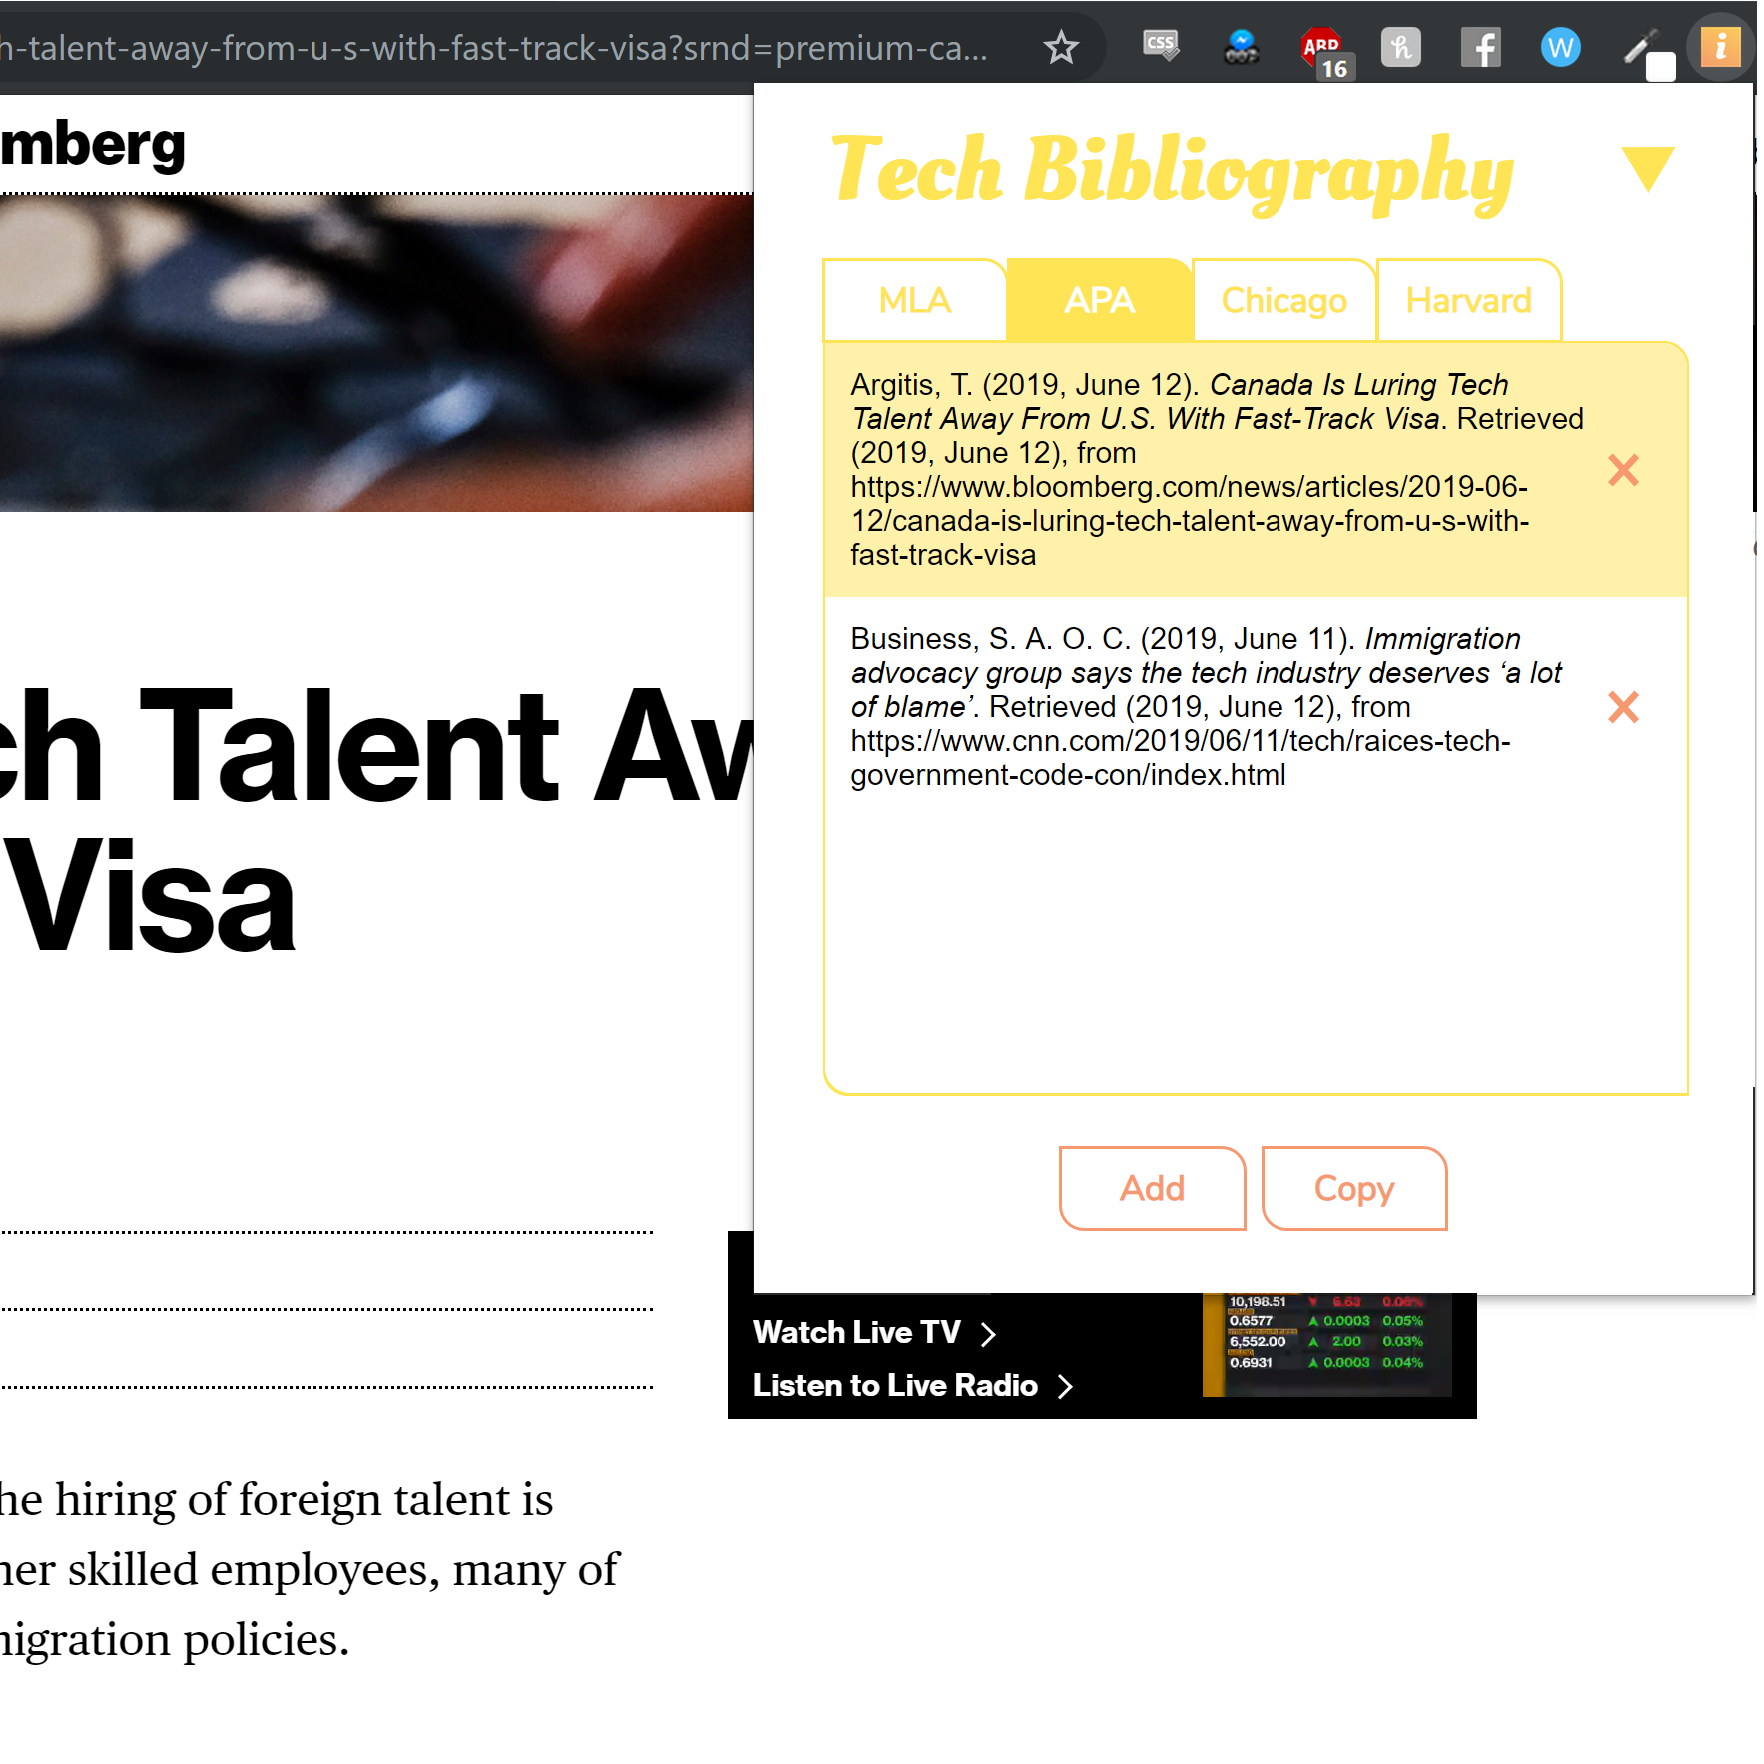 h-talent-away-from-u-s-with-fast-track-visa?srnd=premium-ca...
CSS
ABP
16
h
f
W
i
mberg
Tech Bibliography
MLA
APA
Chicago
Harvard
Argitis, T. (2019, June 12). Canada Is Luring Tech
Talent Away From U.S. With Fast-Track Visa. Retrieved
(2019, June 12), from
https://www.bloomberg.com/news/articles/2019-06-
12/canada-is-luring-tech-talent-away-from-u-s-with-
fast-track-visa
Business, S. A. O. C. (2019, June 11). Immigration
advocacy group says the tech industry deserves ‘a lot
of blame’. Retrieved (2019, June 12), from
https://www.cnn.com/2019/06/11/tech/raices-tech-
government-code-con/index.html
Add
Copy
ch Talent Aw
Visa
Watch Live TV
Listen to Live Radio
10,198.51 6.63 0.06%
0.6577 0.0003 0.05%
6,552.00 2.00 0.03%
0.6931 0.0003 0.04%
he hiring of foreign talent is
her skilled employees, many of
migration policies.